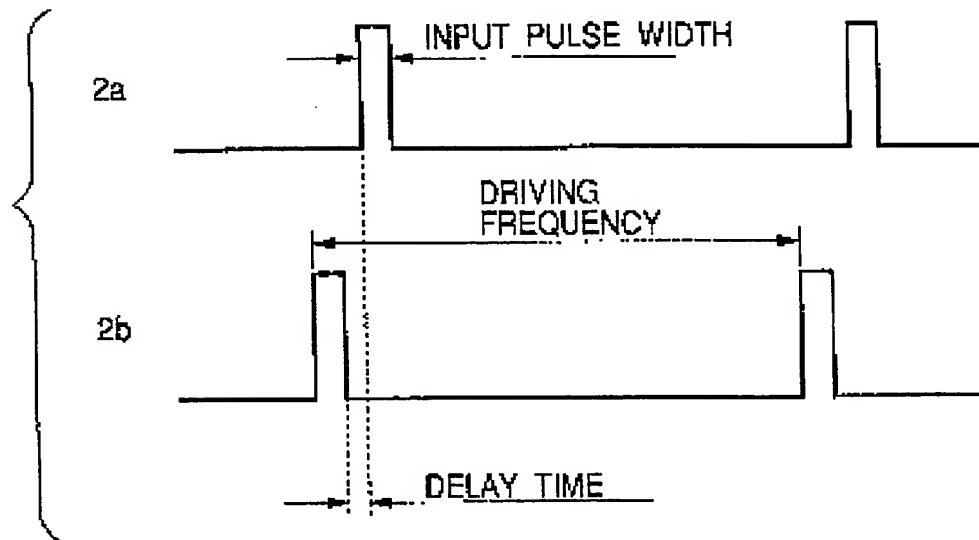 INPUT PULSE WIDTH
2a
DRIVING
FREQUENCY
2b
DELAY TIME